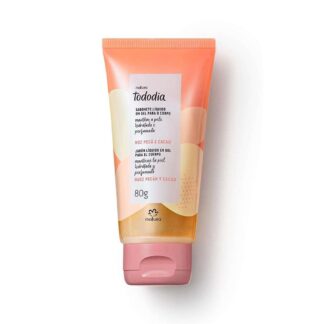 natura
tododia
SABONETE LÍQUIDO
EM GEL PARA O CORPO
mantém a pele
hidratada e
perfumada
NOZ PECÃ E CACAU
JABÓN LÍQUIDO EN GEL
PARA EL CUERPO
mantiene la piel
hidratada y
perfumada
NUEZ PECÁN Y CACAO
80g
natura